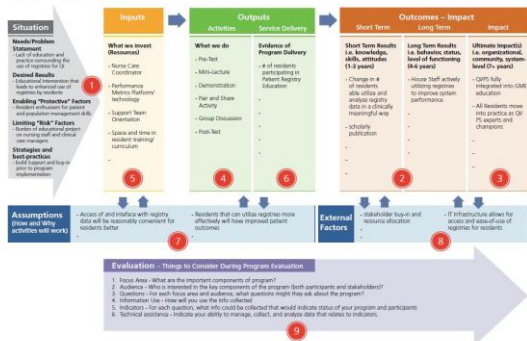 Situation
Needs/Problem
Statement
- Lack of education and
practice surrounding the
use of registry for QI
Desired Results
- Educational intervention that
leads to enhanced use of
registries by residents
Enabling "Protective" Factors
- Resident enthusiasm for patient
and population management skills
Limiting "Risk" Factors
- Burden of educational project
on nursing staff and clinical
care managers.
Strategies and
best-practices
- build Support and buy-in
prior to program
implementation
1
Inputs
(Resources)
What we Invest
(Resources)
- Nurse Care
Coordinator
- Performance
Metrics Platform/
technology
- Support Team
Orientation
- Space and time in
resident training/
curriculum
-
5
Outputs
Activities
Service Delivery
What we do
- Pre-Test
- Mini-Lecture
- Demonstration
- Pair and Share
Activity
- Group Discussion
- Post-Test
4
Evidence of
Program Delivery
- # of residents
participating in
Patient Registry
Education
-
-
-
6
Outcomes – Impact
Short Term
Long Term
Impact
Short Term Results
i.e. knowledge,
skills, attitudes
(1-3 years)
- Change in #
of residents
able utilize and
analyze registry
data in a clinically
meaningful way
- scholarly
publication
-
-
Long Term Results
i.e. behavior, status,
level of functioning
(4-6 years)
- House Staff actively
utilizing registries
to improve system
performance
-
-
-
2
Ultimate Impact(s)
i.e. organizational,
community, system-
level (7+ years)
- QI/PS fully
integrated into GME
education
- All Residents move
into practice as QI/
PS experts and
champions
-
3
Assumptions
(How and Why
activities will work)
- Access of and inteface with registry
data will be reasonably convenient for
residents better
-
- Residents that can utilize registries more
effectively will have improved patient
outcomes
-
7
External
Factors
- stakeholder buy-in and
resource allocation
-
-
- IT Infrastructure allows for
access and ease-of-use of
registries for residents
8
Evaluation – Things to Consider During Program Evaluation
1. Focus Area - What are the important components of program?
2. Audience - Who is interested in the key components of the program (both participants and stakeholders)?
3. Questions - For each focus area and audience, what questions might they ask about the program?
4. Information Use - How will you use the info collected
5. Indicators - For each question, what info could be collected that would indicate status of your program and participants
6. Technical assistance - Indicate your ability to manage, collect, and analyze data that relates to indicators.
9